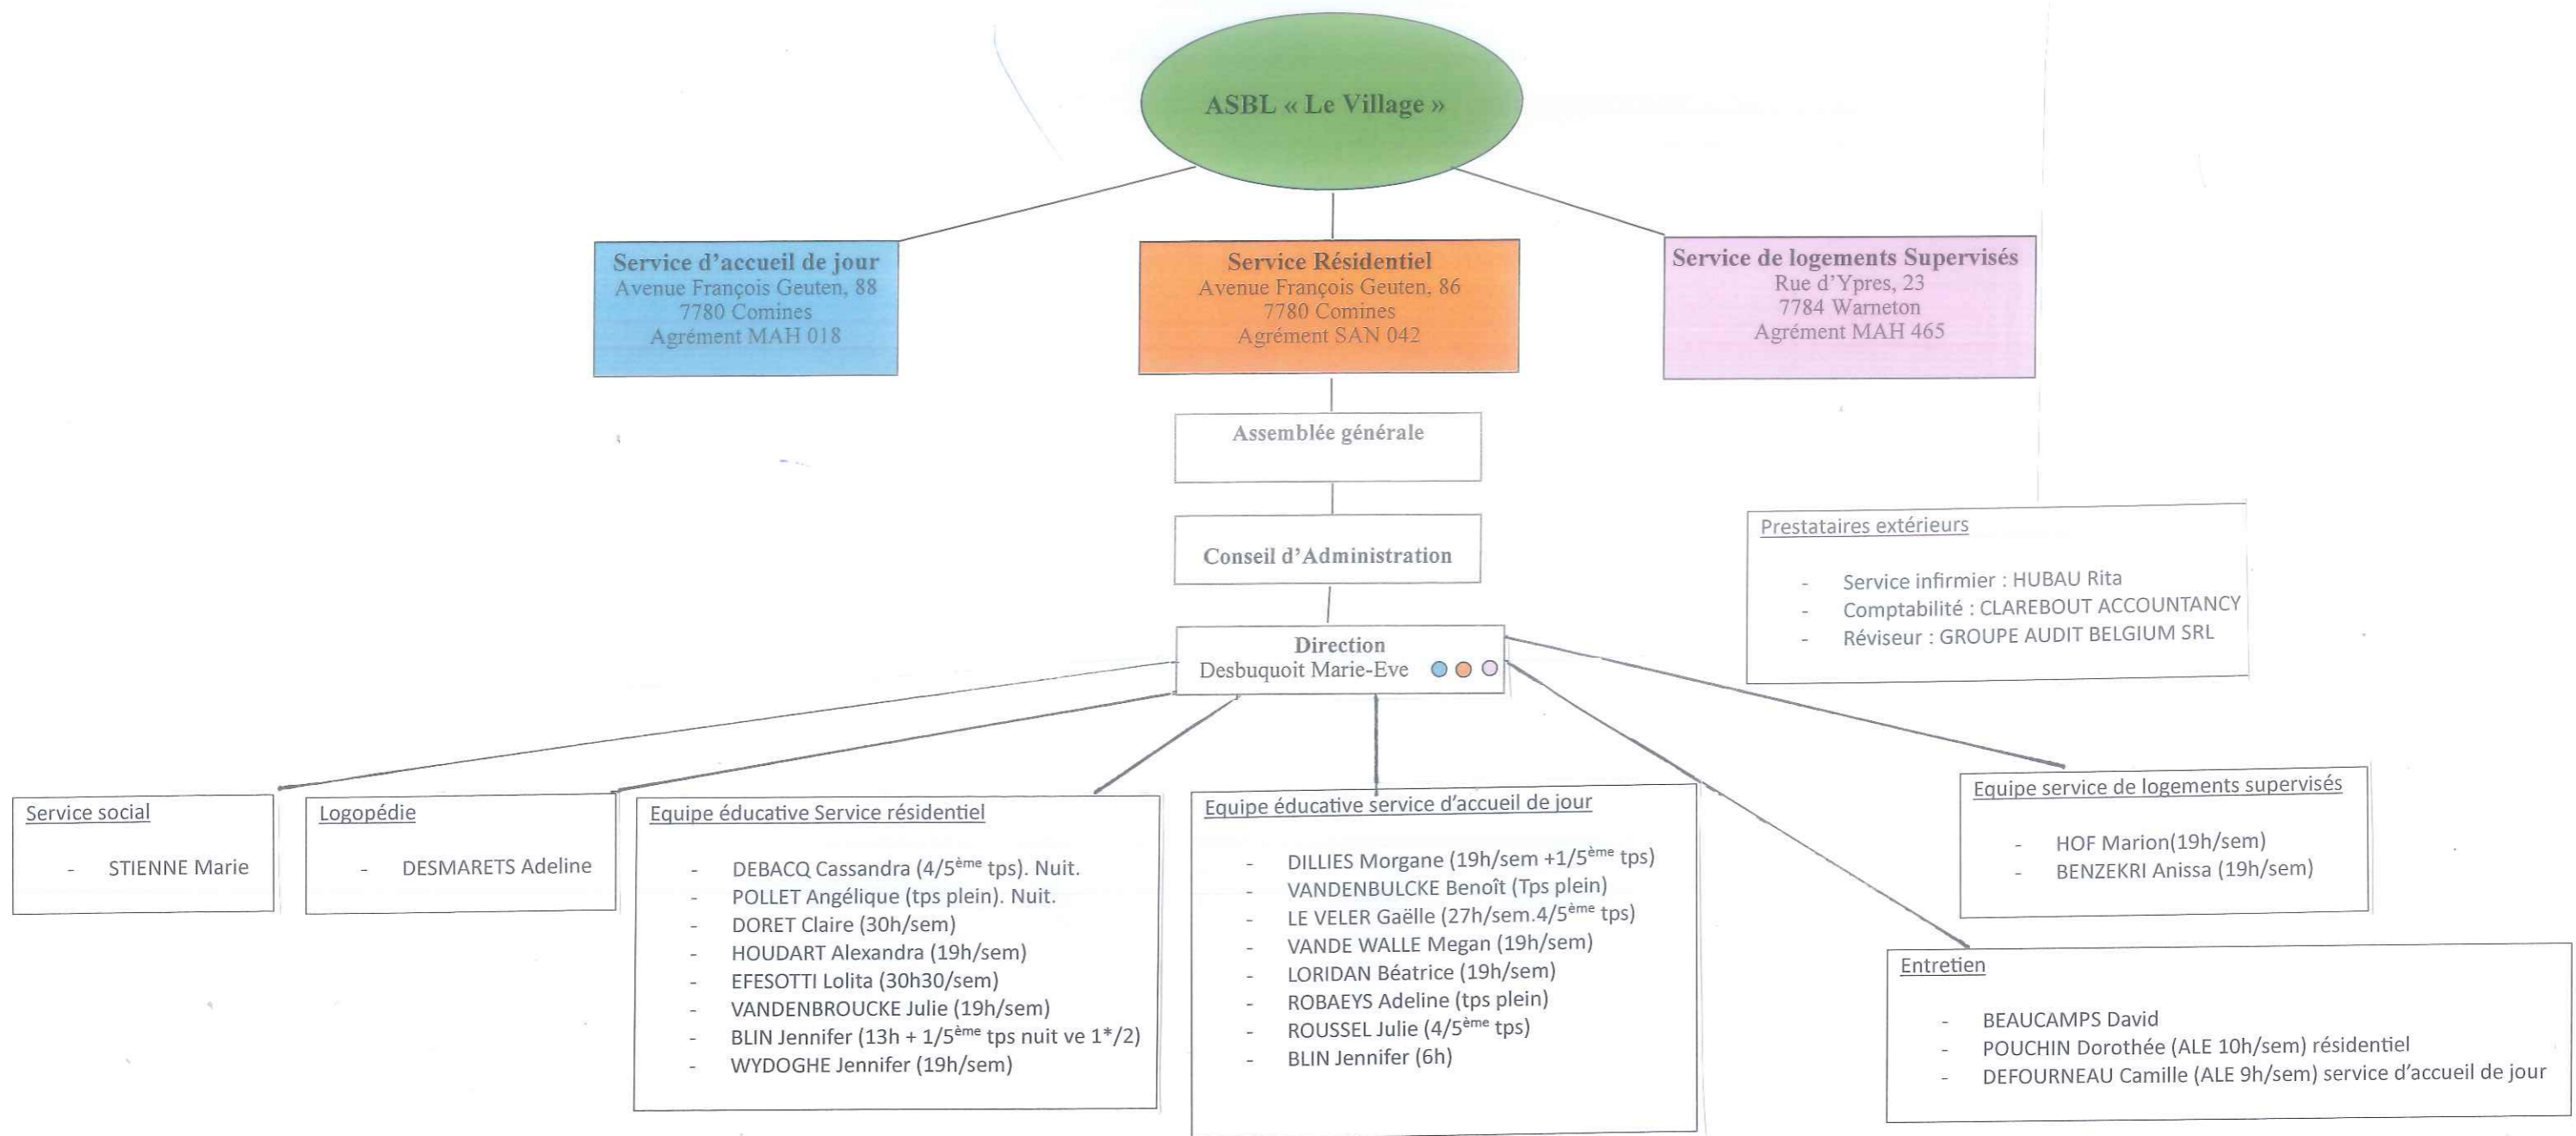 ASBL « Le Village »
Service d’accueil de jour
Avenue François Geuten, 88
7780 Comines
Agrément MAH 018
Service Résidentiel
Avenue François Geuten, 86
7780 Comines
Agrément SAN 042
Service de logements Supervisés
Rue d’Ypres, 23
7784 Warneton
Agrément MAH 465
Assemblée générale
Conseil d’Administration
Prestataires extérieurs
- Service infirmier : HUBAU Rita
- Comptabilité : CLAREBOUT ACCOUNTANCY
- Réviseur : GROUPE AUDIT BELGIUM SRL
Direction
Desbuquoit Marie-Eve
Service social
- STIENNE Marie
Logopédie
- DESMARETS Adeline
Equipe éducative Service résidentiel
- DEBACQ Cassandra (4/5ème tps). Nuit.
- POLLET Angélique (tps plein). Nuit.
- DORET Claire (30h/sem)
- HOUDART Alexandra (19h/sem)
- EFESOTTI Lolita (30h30/sem)
- VANDENBROUCKE Julie (19h/sem)
- BLIN Jennifer (13h + 1/5ème tps nuit ve 1*/2)
- WYDOGHE Jennifer (19h/sem)
Equipe éducative service d’accueil de jour
- DILLIES Morgane (19h/sem +1/5ème tps)
- VANDENBULCKE Benoît (Tps plein)
- LE VELER Gaëlle (27h/sem.4/5ème tps)
- VANDE WALLE Megan (19h/sem)
- LORIDAN Béatrice (19h/sem)
- ROBAEYS Adeline (tps plein)
- ROUSSEL Julie (4/5ème tps)
- BLIN Jennifer (6h)
Equipe service de logements supervisés
- HOF Marion(19h/sem)
- BENZEKRI Anissa (19h/sem)
Entretien
- BEAUCAMPS David
- POUCHIN Dorothée (ALE 10h/sem) résidentiel
- DEFOURNEAU Camille (ALE 9h/sem) service d’accueil de jour